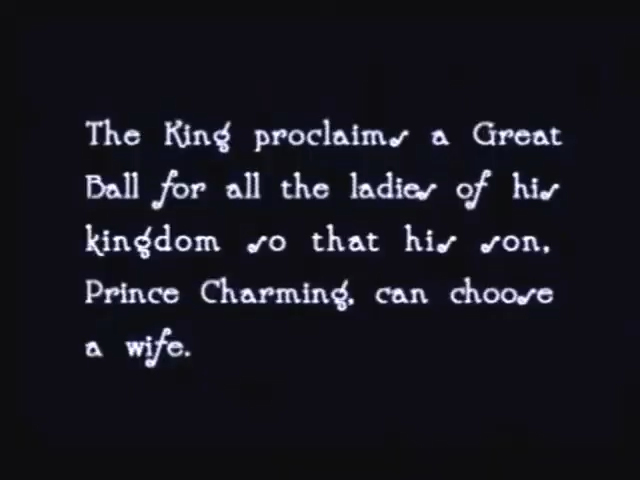 The King proclaims a Great
Ball for all the ladies of his
kingdom so that his son,
Prince Charming, can choose
a wife.